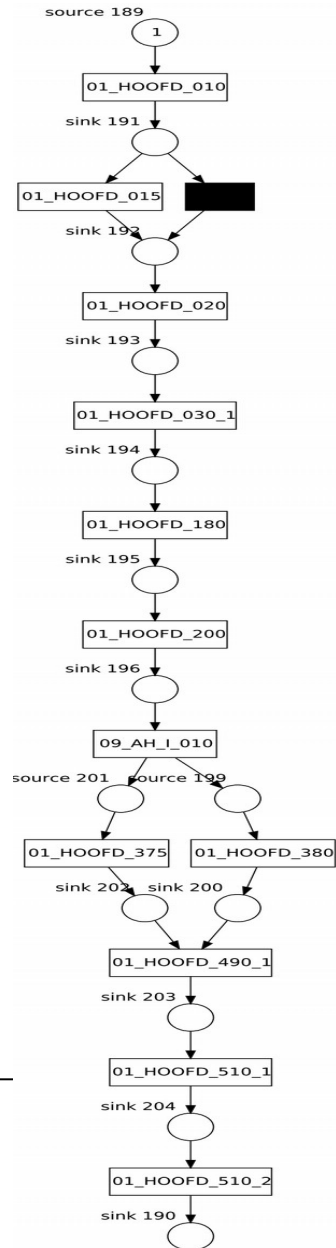 source 189
1
01_HOOFD_010
sink 191
01_HOOFD_015
sink 192
01_HOOFD_020
sink 193
01_HOOFD_030_1
sink 194
01_HOOFD_180
sink 195
01_HOOFD_200
sink 196
09_AH_I_010
source 201 source 199
01_HOOFD_375 01_HOOFD_380
sink 202 sink 200
01_HOOFD_490_1
sink 203
01_HOOFD_510_1
sink 204
01_HOOFD_510_2
sink 190